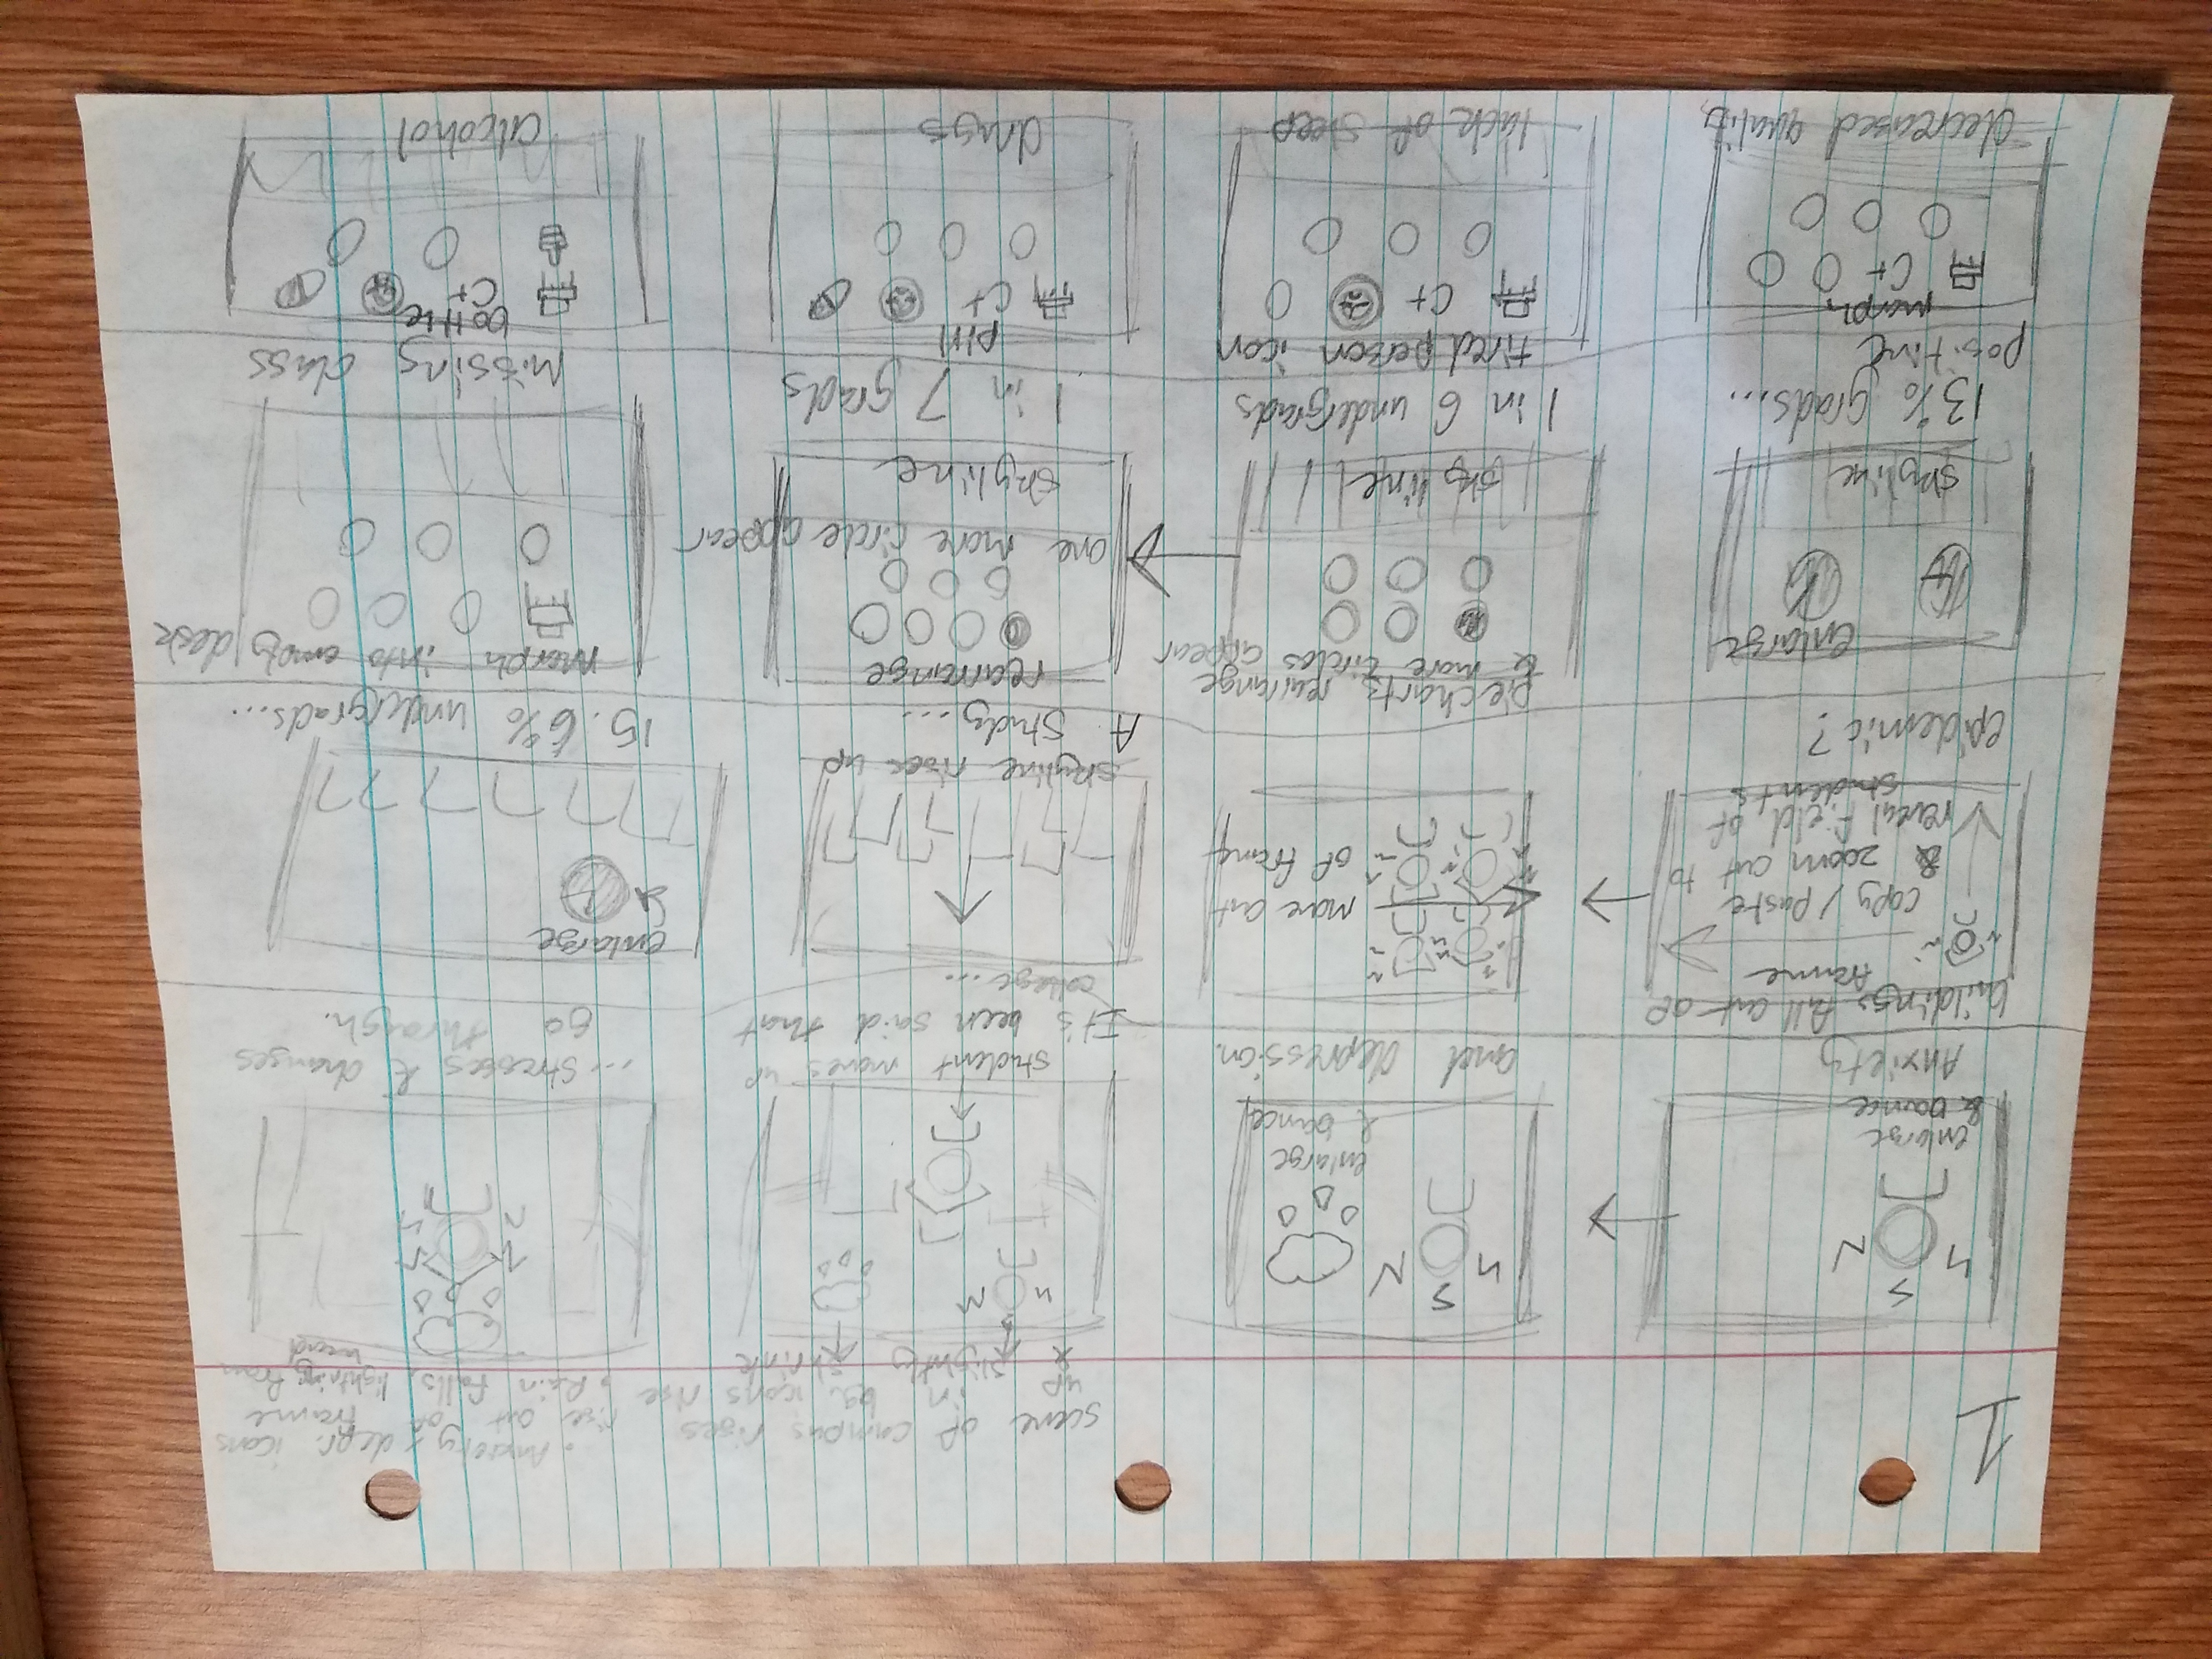 1
scene of campus rises
up in bg. icons rise
& slightly shrink
• Anxiety & depr. icons
rise out of frame
• Rain falls, lightning from
head
enlarge
& bounce
Anxiety
enlarge
& bounce
and depression.
student moves up
It's been said that
college...
...stresses & changes
go through.
buildings fall out of
frame
copy / paste
& zoom out to
reveal field of
students
epidemic?
move out
of frame
skyline rises up
A study...
enlarge
15.6% undergrads...
enlarge
skyline
13% grads...
positive
pie charts rearrange
& more circles appear
skyline
1 in 6 undergrads
rearrange
one more circle appear
skyline
1 in 7 grads
Morph into empty desk
Missing class
morph
C+
decreased quality
tired person icon
C+
lack of sleep
pill
C+
drugs
bottle
C+
alcohol